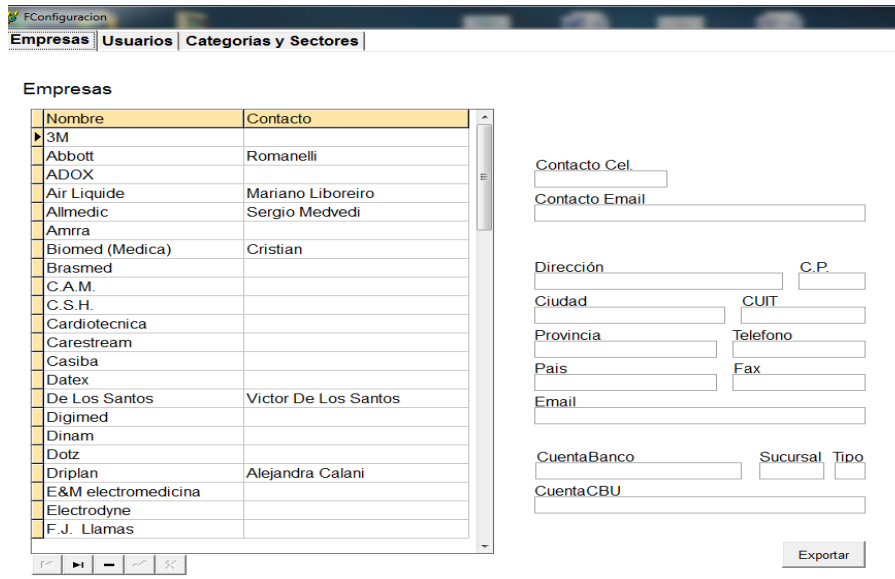 FConfiguracion
Empresas Usuarios Categorías y Sectores
Empresas
Nombre Contacto
3M
Abbott Romanelli
ADOX
Air Liquide Mariano Liboreiro
Allmedic Sergio Medvedi
Amrra
Biomed (Medica) Cristian
Brasmed
C.A.M.
C.S.H.
Cardiotecnica
Carestream
Casiba
Datex
De Los Santos Victor De Los Santos
Digimed
Dinam
Dotz
Driplan Alejandra Calani
E&M electromedicina
Electrodyne
F.J. Llamas
Contacto Cel.
Contacto Email
Dirección C.P.
Ciudad CUIT
Provincia Telefono
Pais Fax
Email
CuentaBanco Sucursal Tipo
CuentaCBU
Exportar